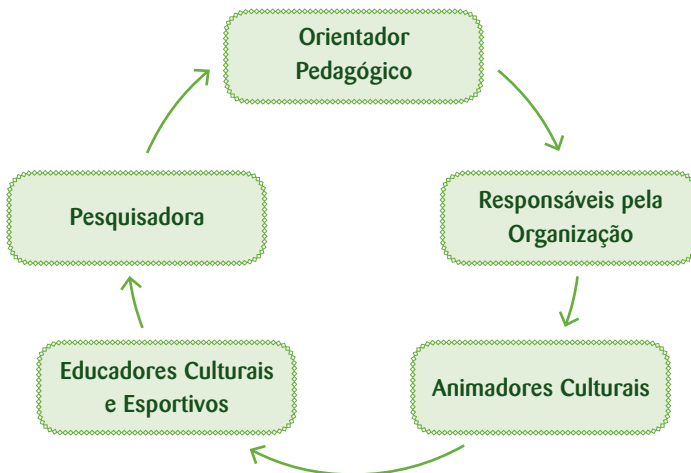 Orientador
Pedagógico
Responsáveis pela
Organização
Animadores Culturais
Educadores Culturais
e Esportivos
Pesquisadora